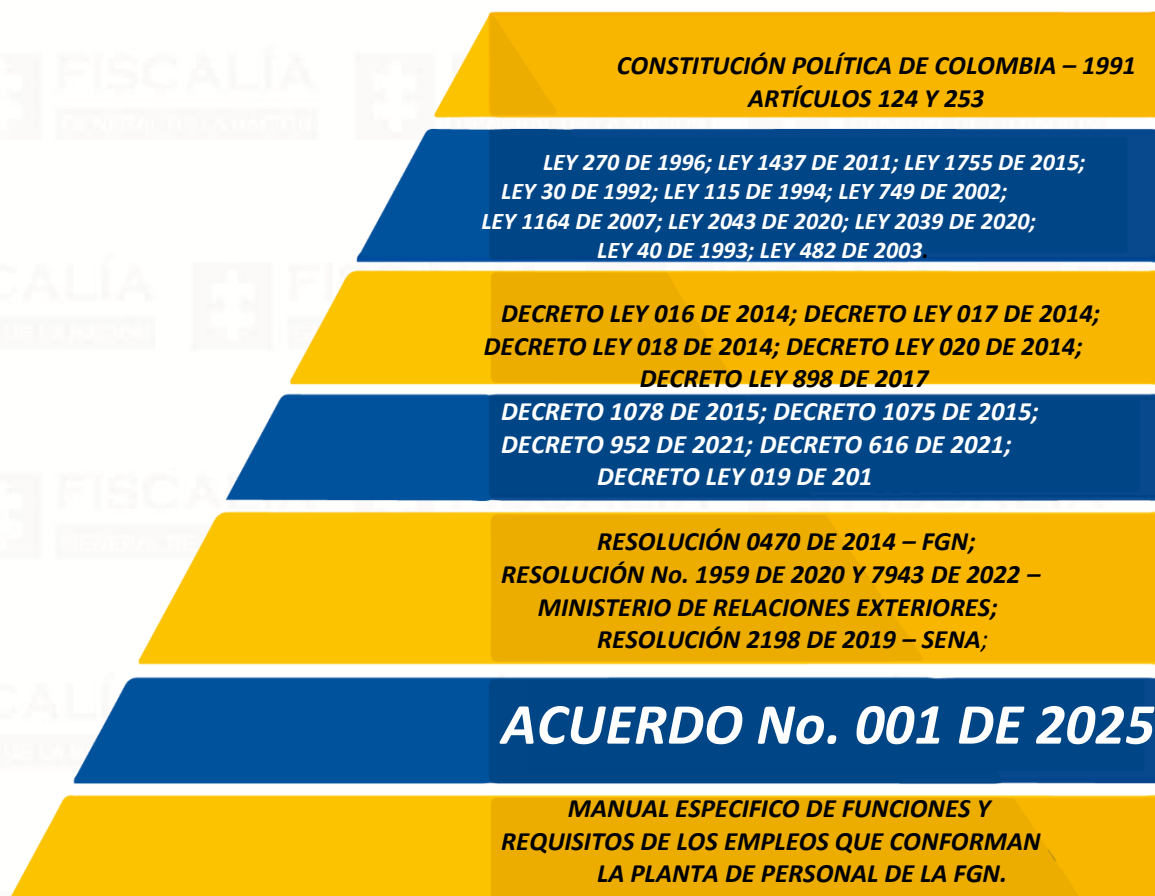 CONSTITUCIÓN POLÍTICA DE COLOMBIA – 1991
ARTÍCULOS 124 Y 253
LEY 270 DE 1996; LEY 1437 DE 2011; LEY 1755 DE 2015;
LEY 30 DE 1992; LEY 115 DE 1994; LEY 749 DE 2002;
LEY 1164 DE 2007; LEY 2043 DE 2020; LEY 2039 DE 2020;
LEY 40 DE 1993; LEY 482 DE 2003.
DECRETO LEY 016 DE 2014; DECRETO LEY 017 DE 2014;
DECRETO LEY 018 DE 2014; DECRETO LEY 020 DE 2014;
DECRETO LEY 898 DE 2017
DECRETO 1078 DE 2015; DECRETO 1075 DE 2015;
DECRETO 952 DE 2021; DECRETO 616 DE 2021;
DECRETO LEY 019 DE 201
RESOLUCIÓN 0470 DE 2014 – FGN;
RESOLUCIÓN No. 1959 DE 2020 Y 7943 DE 2022 –
MINISTERIO DE RELACIONES EXTERIORES;
RESOLUCIÓN 2198 DE 2019 – SENA;
ACUERDO No. 001 DE 2025
MANUAL ESPECIFICO DE FUNCIONES Y
REQUISITOS DE LOS EMPLEOS QUE CONFORMAN
LA PLANTA DE PERSONAL DE LA FGN.
FISCALÍA